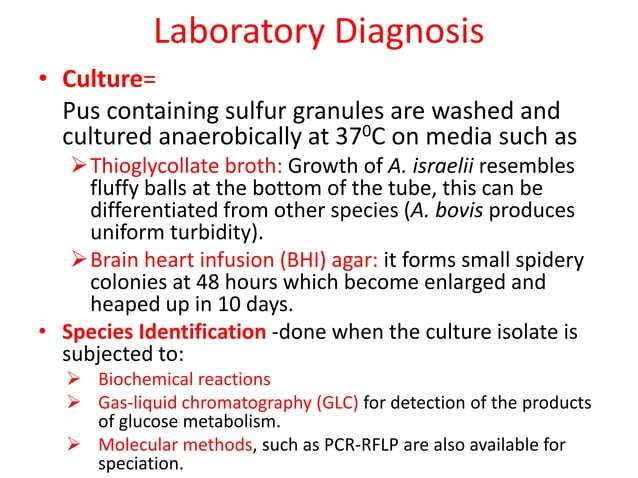 Laboratory Diagnosis
• Culture=
Pus containing sulfur granules are washed and
cultured anaerobically at 37⁰C on media such as
➢Thioglycollate broth: Growth of A. israelii resembles
fluffy balls at the bottom of the tube, this can be
differentiated from other species (A. bovis produces
uniform turbidity).
➢Brain heart infusion (BHI) agar: it forms small spidery
colonies at 48 hours which become enlarged and
heaped up in 10 days.
• Species Identification -done when the culture isolate is
subjected to:
➢ Biochemical reactions
➢ Gas-liquid chromatography (GLC) for detection of the products
of glucose metabolism.
➢ Molecular methods, such as PCR-RFLP are also available for
speciation.